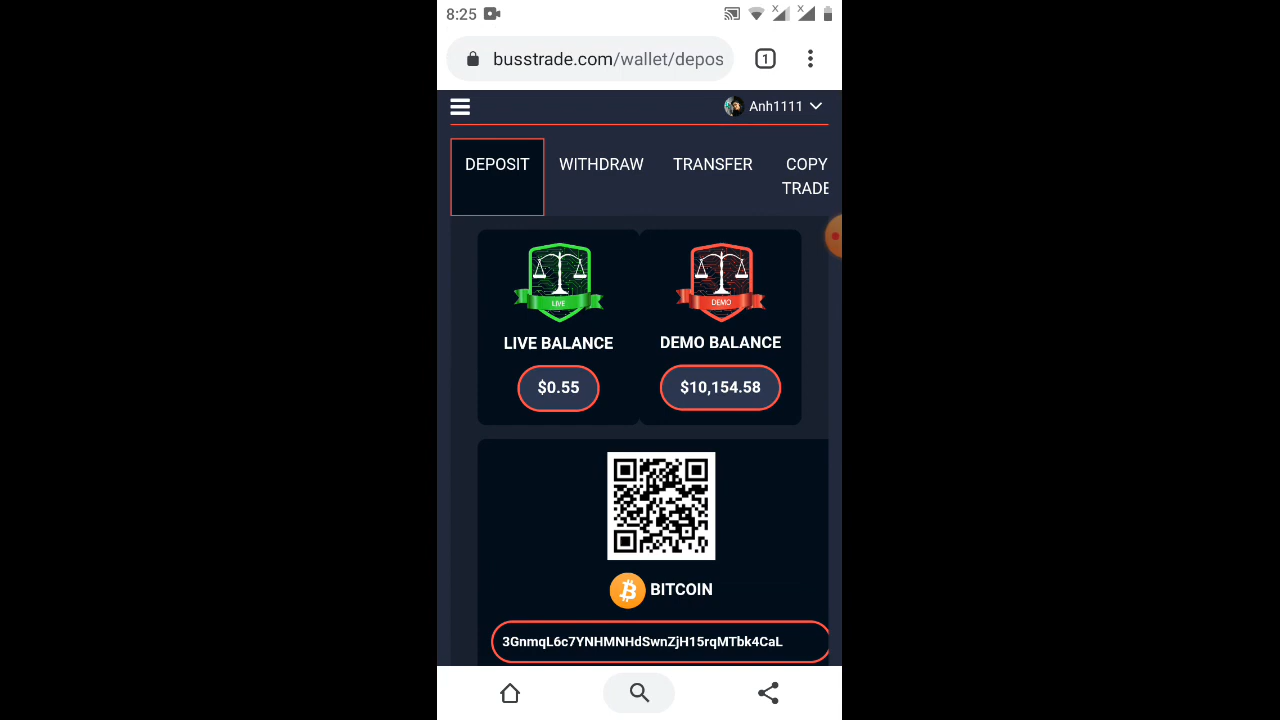 8:25
busstrade.com/wallet/depos
1
Anh1111
DEPOSIT
WITHDRAW
TRANSFER
COPY
TRADE
LIVE
DEMO
LIVE BALANCE
DEMO BALANCE
$0.55
$10,154.58
BITCOIN
3GnmqL6c7YNHMNHdSwnZjH15rqMTbk4CaL